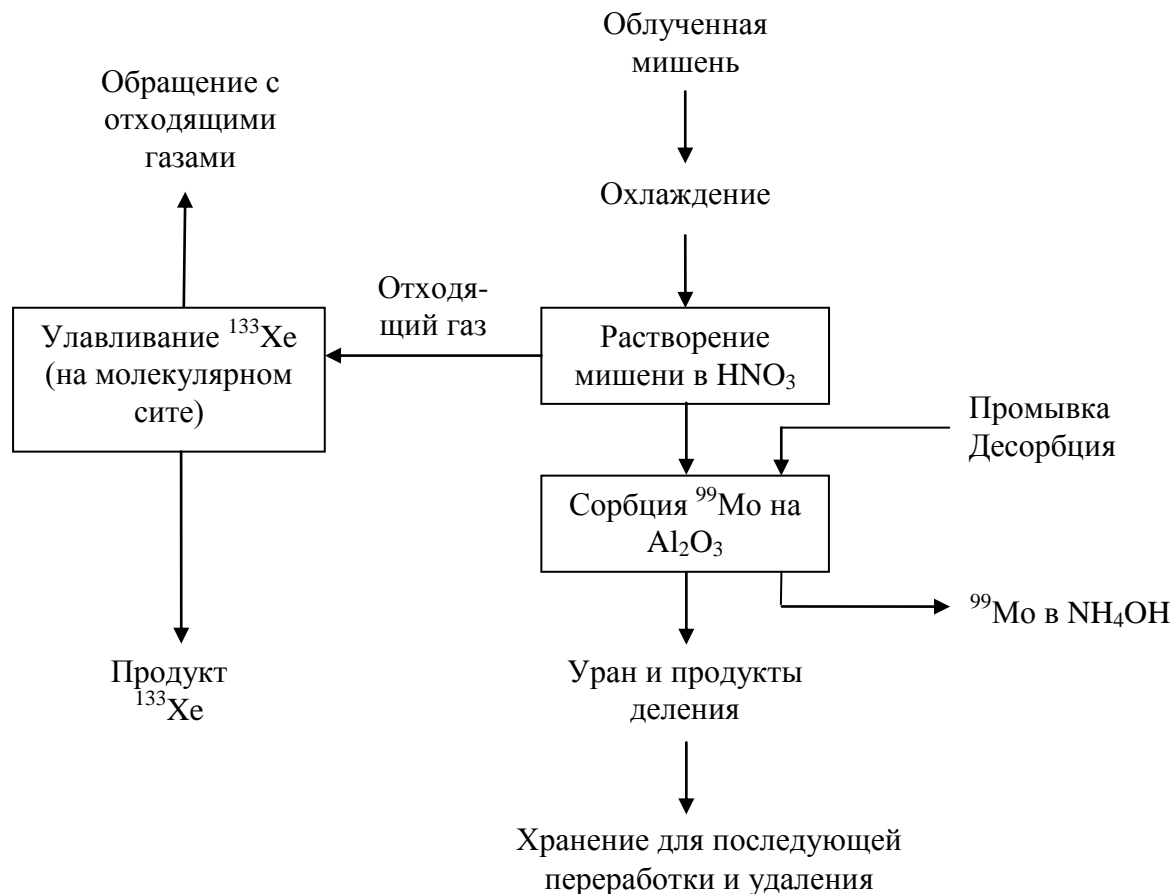 Облученная
мишень
Обращение с
отходящими
газами
Охлаждение
Отходя-
щий газ
Улавливание ¹³³Xe
(на молекулярном
сите)
Растворение
мишени в HNO₃
Промывка
Десорбция
Сорбция ⁹⁹Mo на
Al₂O₃
⁹⁹Mo в NH₄OH
Продукт
¹³³Xe
Уран и продукты
деления
Хранение для последующей
переработки и удаления